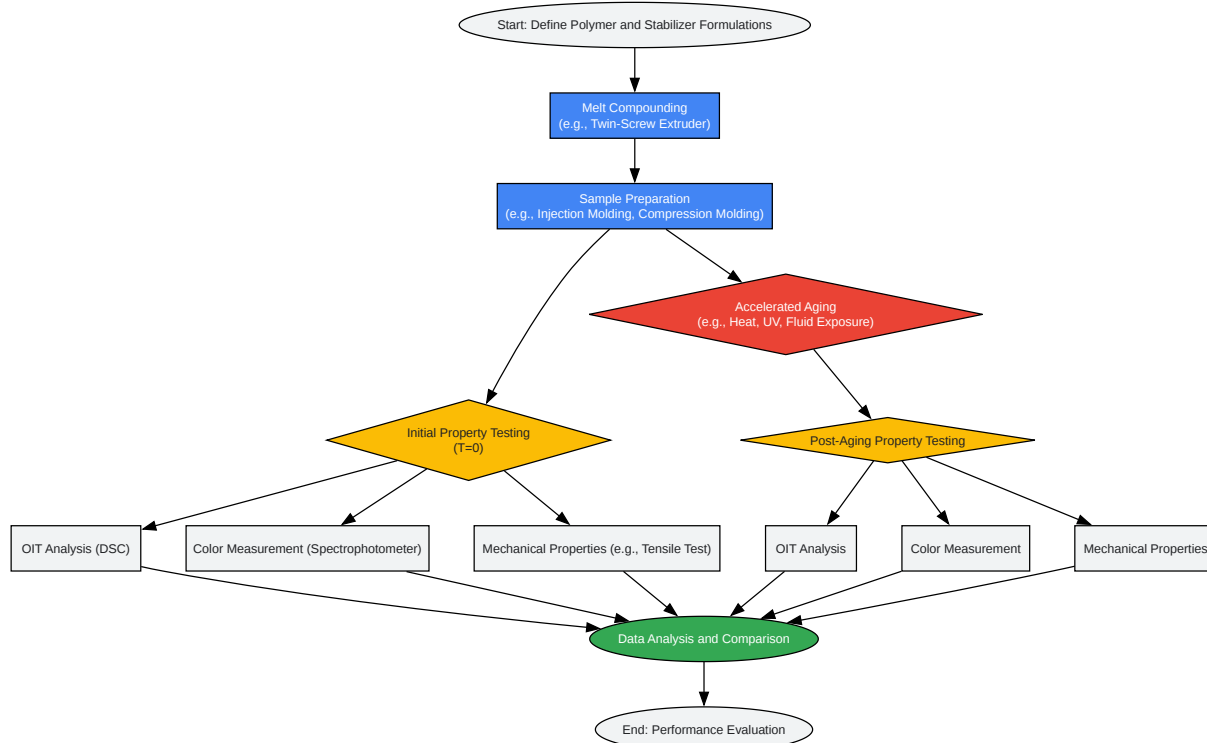 Start: Define Polymer and Stabilizer Formulations
Melt Compounding
(e.g., Twin-Screw Extruder)
Sample Preparation
(e.g., Injection Molding, Compression Molding)
Accelerated Aging
(e.g., Heat, UV, Fluid Exposure)
Initial Property Testing
(T=0)
Post-Aging Property Testing
OIT Analysis (DSC)
Color Measurement (Spectrophotometer)
Mechanical Properties (e.g., Tensile Test)
OIT Analysis
Color Measurement
Mechanical Properties
Data Analysis and Comparison
End: Performance Evaluation